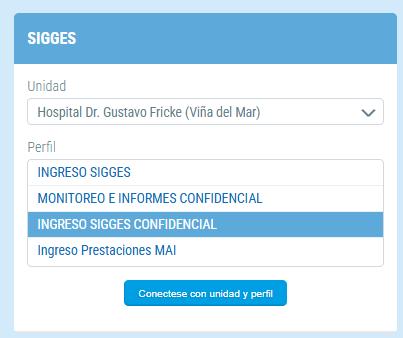 SIGGES
Unidad
Hospital Dr. Gustavo Fricke (Viña del Mar)
Perfil
INGRESO SIGGES
MONITOREO E INFORMES CONFIDENCIAL
INGRESO SIGGES CONFIDENCIAL
Ingreso Prestaciones MAI
Conectese con unidad y perfil